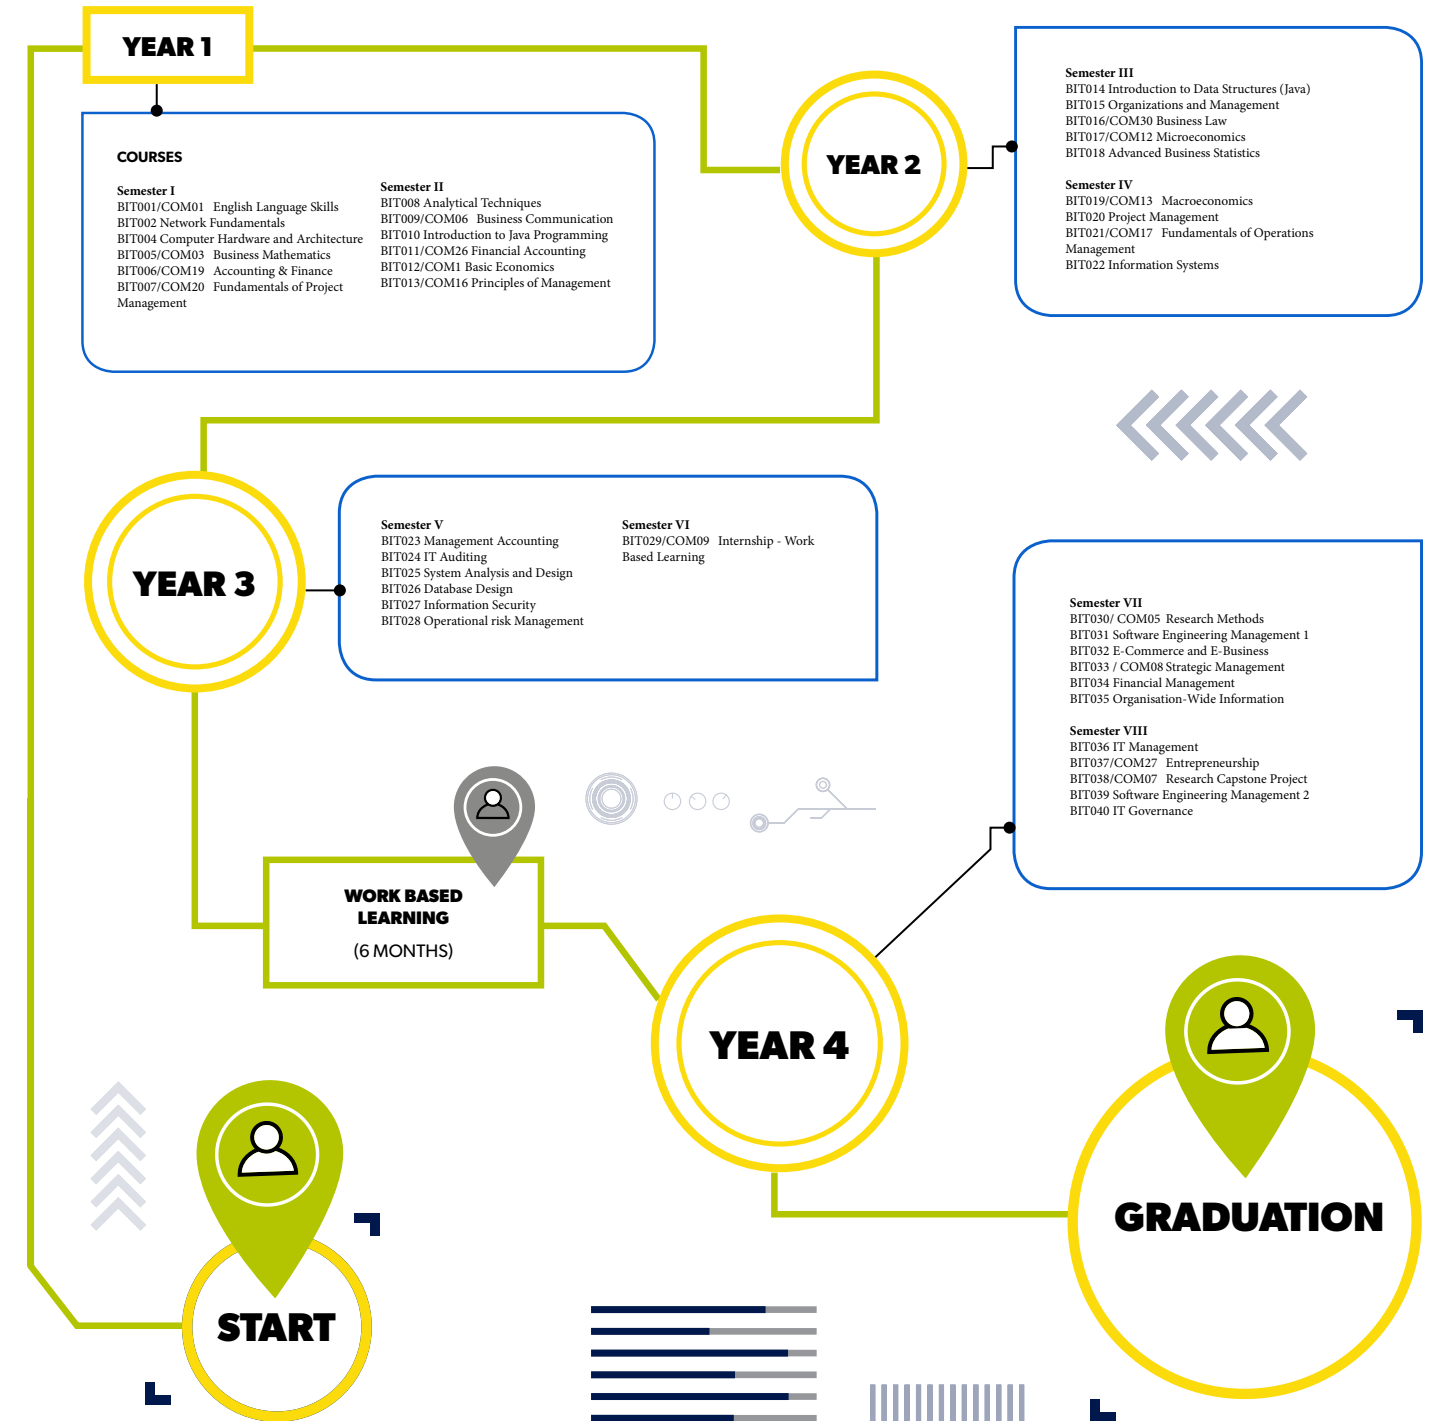 YEAR 1
COURSES
Semester I
BIT001/COM01 English Language Skills
BIT002 Network Fundamentals
BIT004 Computer Hardware and Architecture
BIT005/COM03 Business Mathematics
BIT006/COM19 Accounting & Finance
BIT007/COM20 Fundamentals of Project
Management
Semester II
BIT008 Analytical Techniques
BIT009/COM06 Business Communication
BIT010 Introduction to Java Programming
BIT011/COM26 Financial Accounting
BIT012/COM1 Basic Economics
BIT013/COM16 Principles of Management
YEAR 2
Semester III
BIT014 Introduction to Data Structures (Java)
BIT015 Organizations and Management
BIT016/COM30 Business Law
BIT017/COM12 Microeconomics
BIT018 Advanced Business Statistics
Semester IV
BIT019/COM13 Macroeconomics
BIT020 Project Management
BIT021/COM17 Fundamentals of Operations
Management
BIT022 Information Systems
YEAR 3
Semester V
BIT023 Management Accounting
BIT024 IT Auditing
BIT025 System Analysis and Design
BIT026 Database Design
BIT027 Information Security
BIT028 Operational risk Management
Semester VI
BIT029/COM09 Internship - Work
Based Learning
WORK BASED
LEARNING
(6 MONTHS)
YEAR 4
Semester VII
BIT030/ COM05 Research Methods
BIT031 Software Engineering Management 1
BIT032 E-Commerce and E-Business
BIT033 / COM08 Strategic Management
BIT034 Financial Management
BIT035 Organisation-Wide Information
Semester VIII
BIT036 IT Management
BIT037/COM27 Entrepreneurship
BIT038/COM07 Research Capstone Project
BIT039 Software Engineering Management 2
BIT040 IT Governance
GRADUATION
START